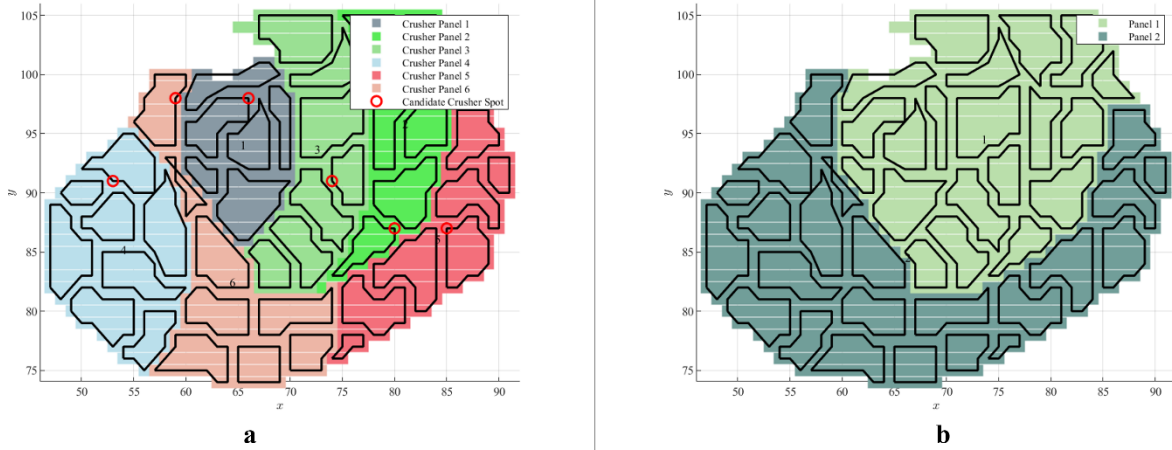 Crusher Panel 1
Crusher Panel 2
Crusher Panel 3
Crusher Panel 4
Crusher Panel 5
Crusher Panel 6
Candidate Crusher Spot
105
100
95
90
85
80
75
y
1
3
4
6
50 55 60 65 70 75 80 85 90
x
a
Panel 1
Panel 2
105
100
95
90
85
80
75
y
1
50 55 60 65 70 75 80 85 90
x
b